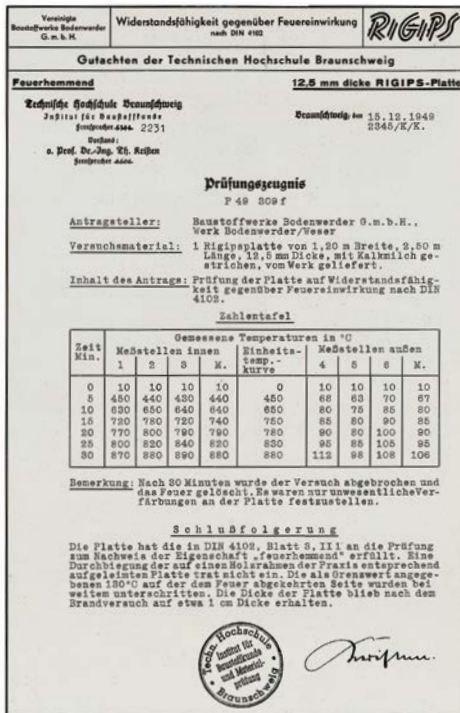 Vereinigte
Baustoffwerke Bodenwerder
G. m. b. H.
Widerstandsfähigkeit gegenüber Feuereinwirkung
nach DIN 4102
RIGIPS
Gutachten der Technischen Hochschule Braunschweig
Feuerhemmend
12,5 mm dicke RIGIPS-Platte
Technische Hochschule Braunschweig
Institut für Baustoffkunde
Fernsprecher 2231
Vorstand:
o. Prof. Dr.-Ing. Th. Kristen
Fernsprecher
Braunschweig, den 15.12.1949
2345/K/K.
Prüfungszeugnis
P 49 309 f
Antragsteller: Baustoffwerke Bodenwerder G.m.b.H.,
Werk Bodenwerder/Weser
Versuchsmaterial: 1 Rigipsplatte von 1,20 m Breite, 2,50 m
Länge, 12,5 mm Dicke, mit Kalkmilch ge-
strichen, vom Werk geliefert.
Inhalt des Antrags: Prüfung der Platte auf Widerstandsfähig-
keit gegenüber Feuereinwirkung nach DIN
4102.
Zahlentafel
Zeit Min. Gemessene Temperaturen in °C
Meßstellen innen Einheits-temp.-kurve Meßstellen außen
1 2 3 M. 4 5 6 M.
0 10 10 10 10 0 10 10 10 10
5 450 440 430 440 450 68 63 70 67
10 630 650 640 640 650 80 75 85 80
15 720 780 720 740 750 85 80 90 85
20 770 800 790 790 780 90 80 100 90
25 800 820 840 820 830 95 85 105 95
30 870 880 890 880 880 112 98 108 106
Bemerkung: Nach 30 Minuten wurde der Versuch abgebrochen und
das Feuer gelöscht. Es waren nur unwesentliche Ver-
färbungen an der Platte festzustellen.
Schlußfolgerung
Die Platte hat die in DIN 4102, Blatt 3, II 1 an die Prüfung
zum Nachweis der Eigenschaft „feuerhemmend" erfüllt. Eine
Durchbiegung der auf einen Holzrahmen der Praxis entsprechend
aufgeleimten Platte trat nicht ein. Die als Grenzwert angege-
benen 130°C auf der dem Feuer abgekehrten Seite wurden bei
weitem unterschritten. Die Dicke der Platte blieb nach dem
Brandversuch auf etwa 1 cm Dicke erhalten.
Techn. Hochschule
Institut für
Baustoffkunde
und Material-
prüfung
Braunschweig